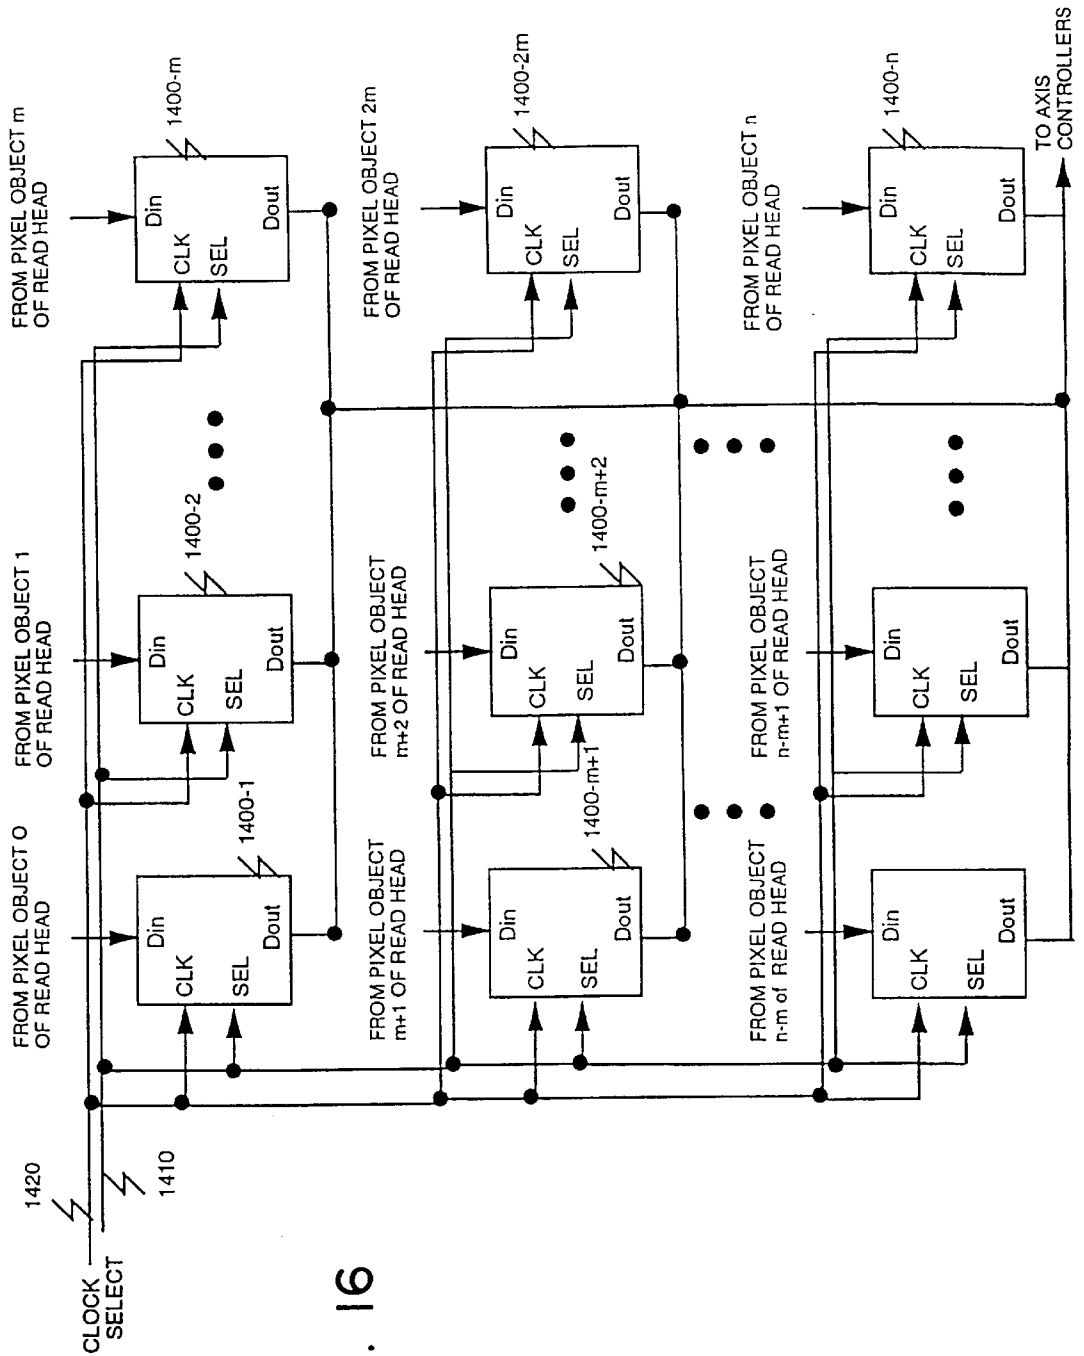 FROM PIXEL OBJECT O
OF READ HEAD
FROM PIXEL OBJECT 1
OF READ HEAD
FROM PIXEL OBJECT m
OF READ HEAD
1420
CLOCK
SELECT
1410
Din
CLK
SEL
Dout
1400-1
Din
CLK
SEL
Dout
1400-2
Din
CLK
SEL
Dout
1400-m
FROM PIXEL OBJECT
m+1 OF READ HEAD
FROM PIXEL OBJECT
m+2 OF READ HEAD
FROM PIXEL OBJECT 2m
OF READ HEAD
Din
CLK
SEL
Dout
1400-m+1
Din
CLK
SEL
Dout
1400-m+2
Din
CLK
SEL
Dout
1400-2m
FROM PIXEL OBJECT
n-m of READ HEAD
FROM PIXEL OBJECT
n-m+1 OF READ HEAD
FROM PIXEL OBJECT n
OF READ HEAD
Din
CLK
SEL
Dout
Din
CLK
SEL
Dout
Din
CLK
SEL
Dout
1400-n
TO AXIS
CONTROLLERS
. 16